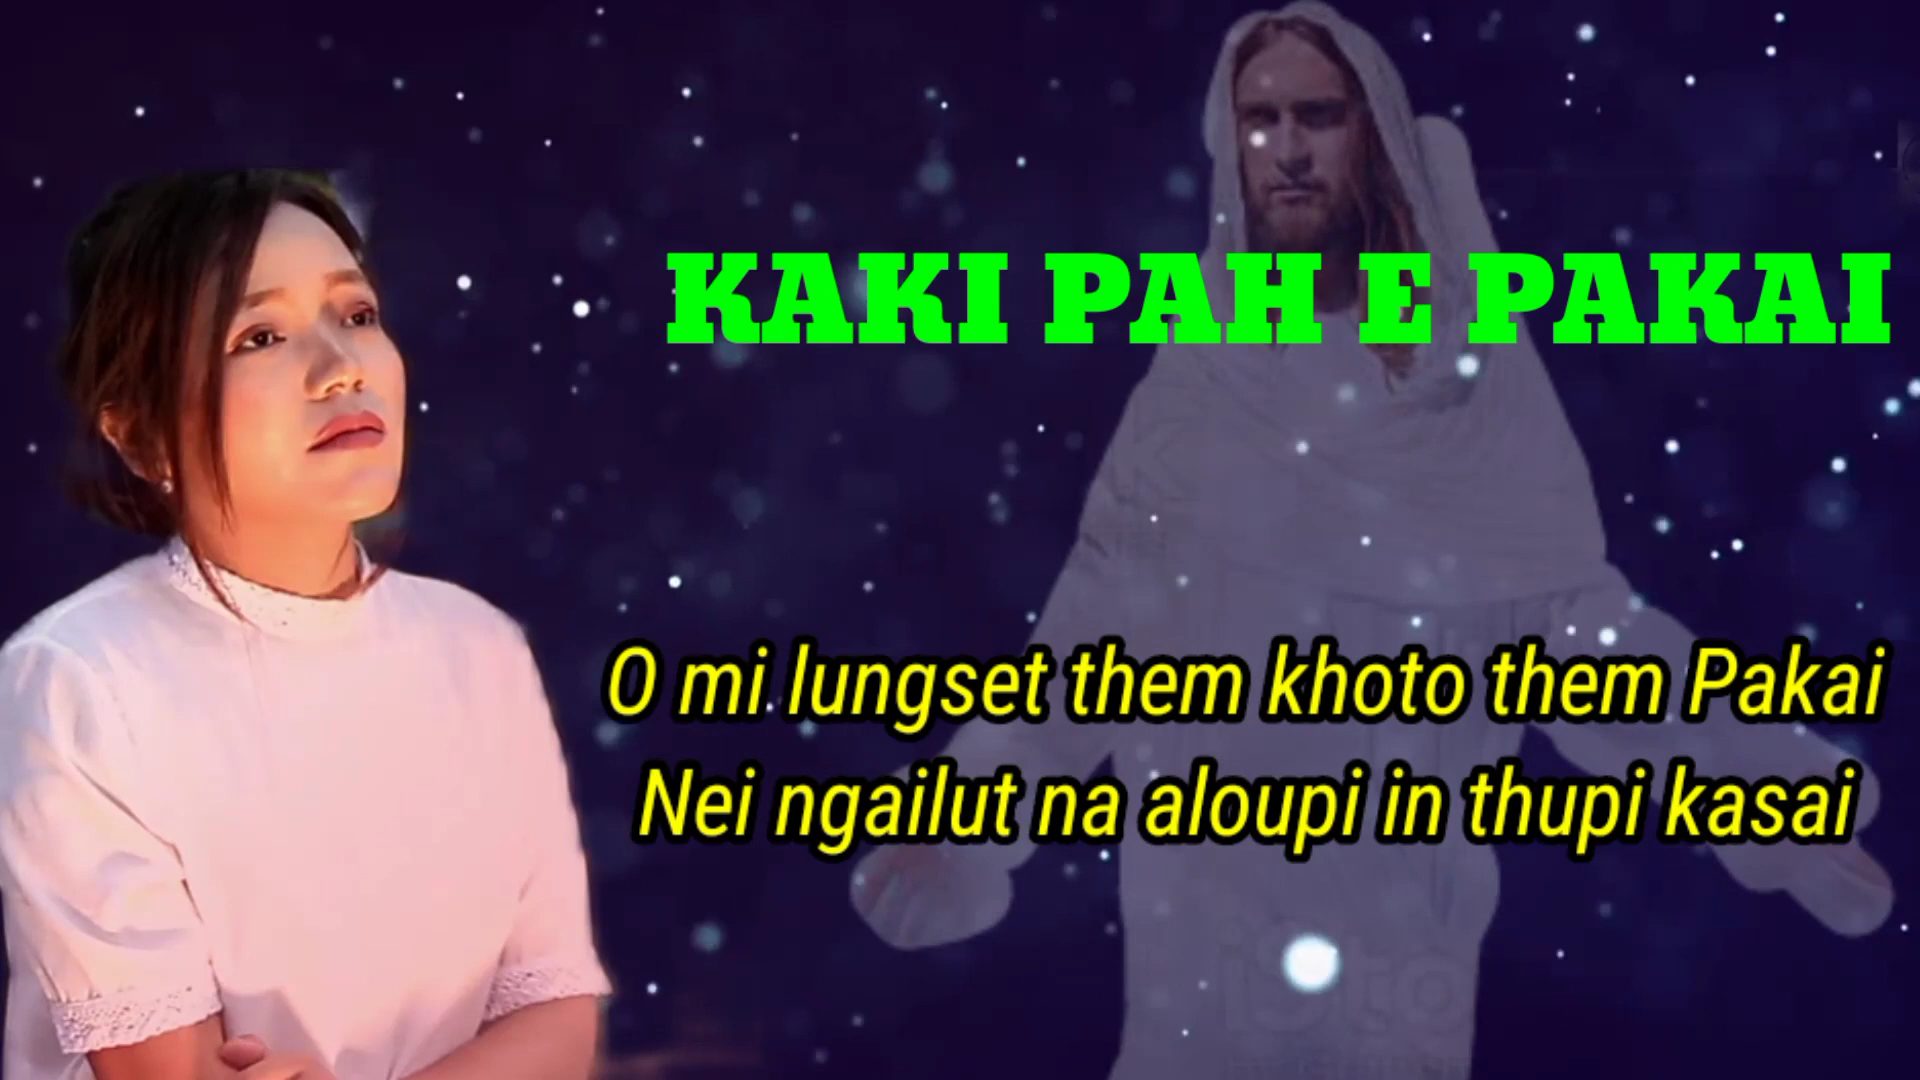 KAKI PAH E PAKAI
O mi lungset them khoto them Pakai
Nei ngailut na aloupi in thupi kasai